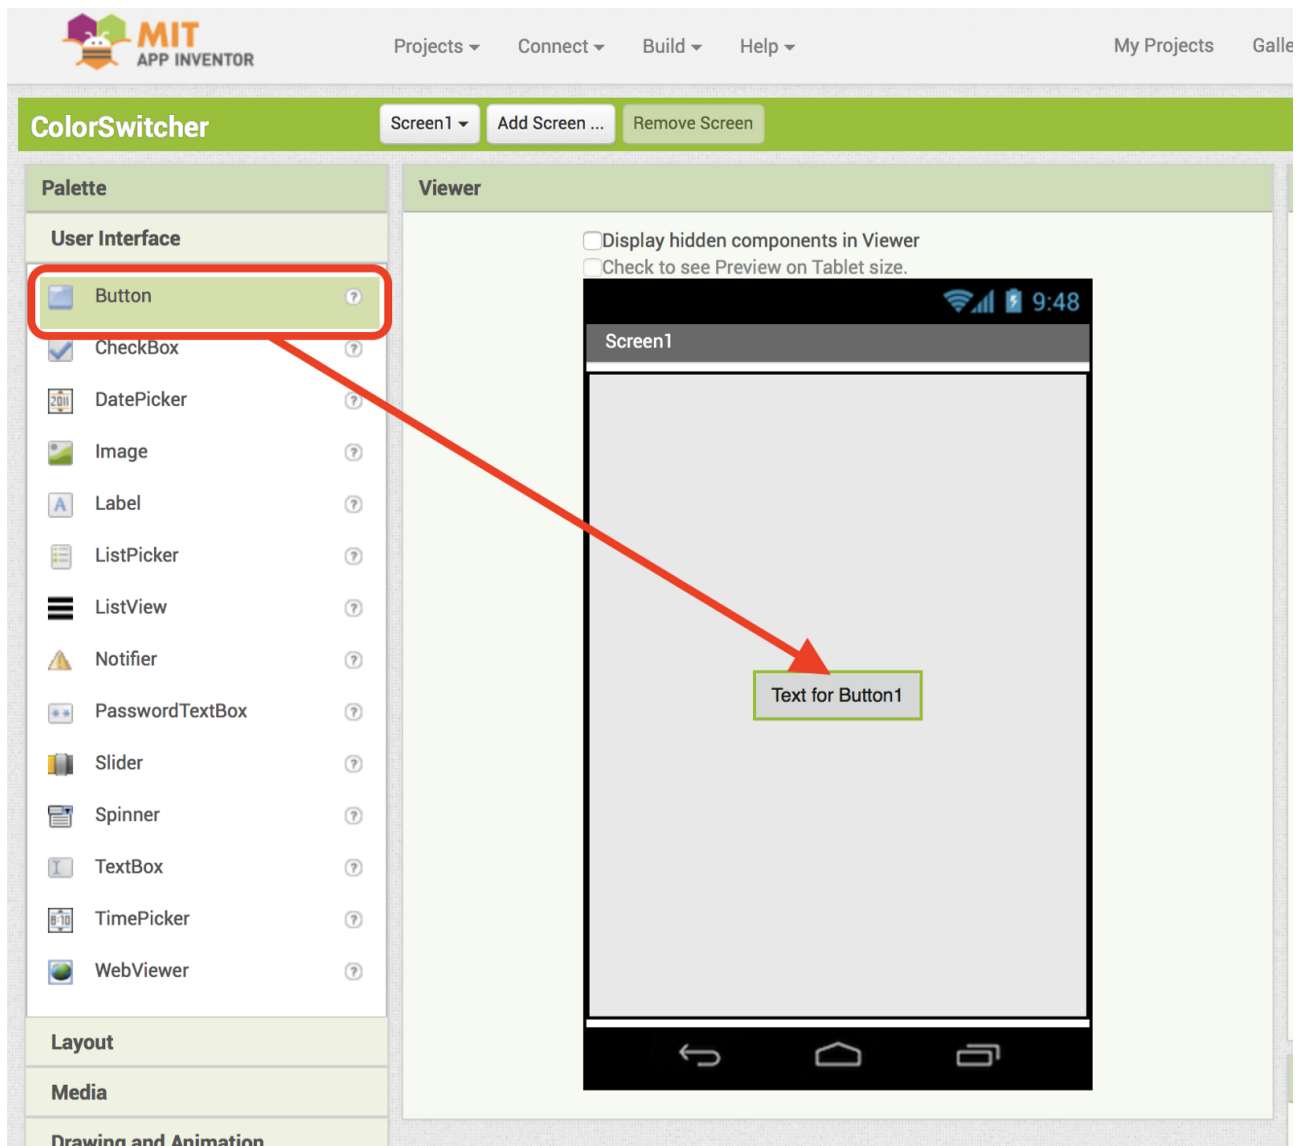 MIT
APP INVENTOR
Projects
Connect
Build
Help
My Projects
Galle
ColorSwitcher
Screen1
Add Screen ...
Remove Screen
Palette
User Interface
Button
CheckBox
DatePicker
Image
Label
ListPicker
ListView
Notifier
PasswordTextBox
Slider
Spinner
TextBox
TimePicker
WebViewer
Layout
Media
Drawing and Animation
Viewer
Display hidden components in Viewer
Check to see Preview on Tablet size.
9:48
Screen1
Text for Button1